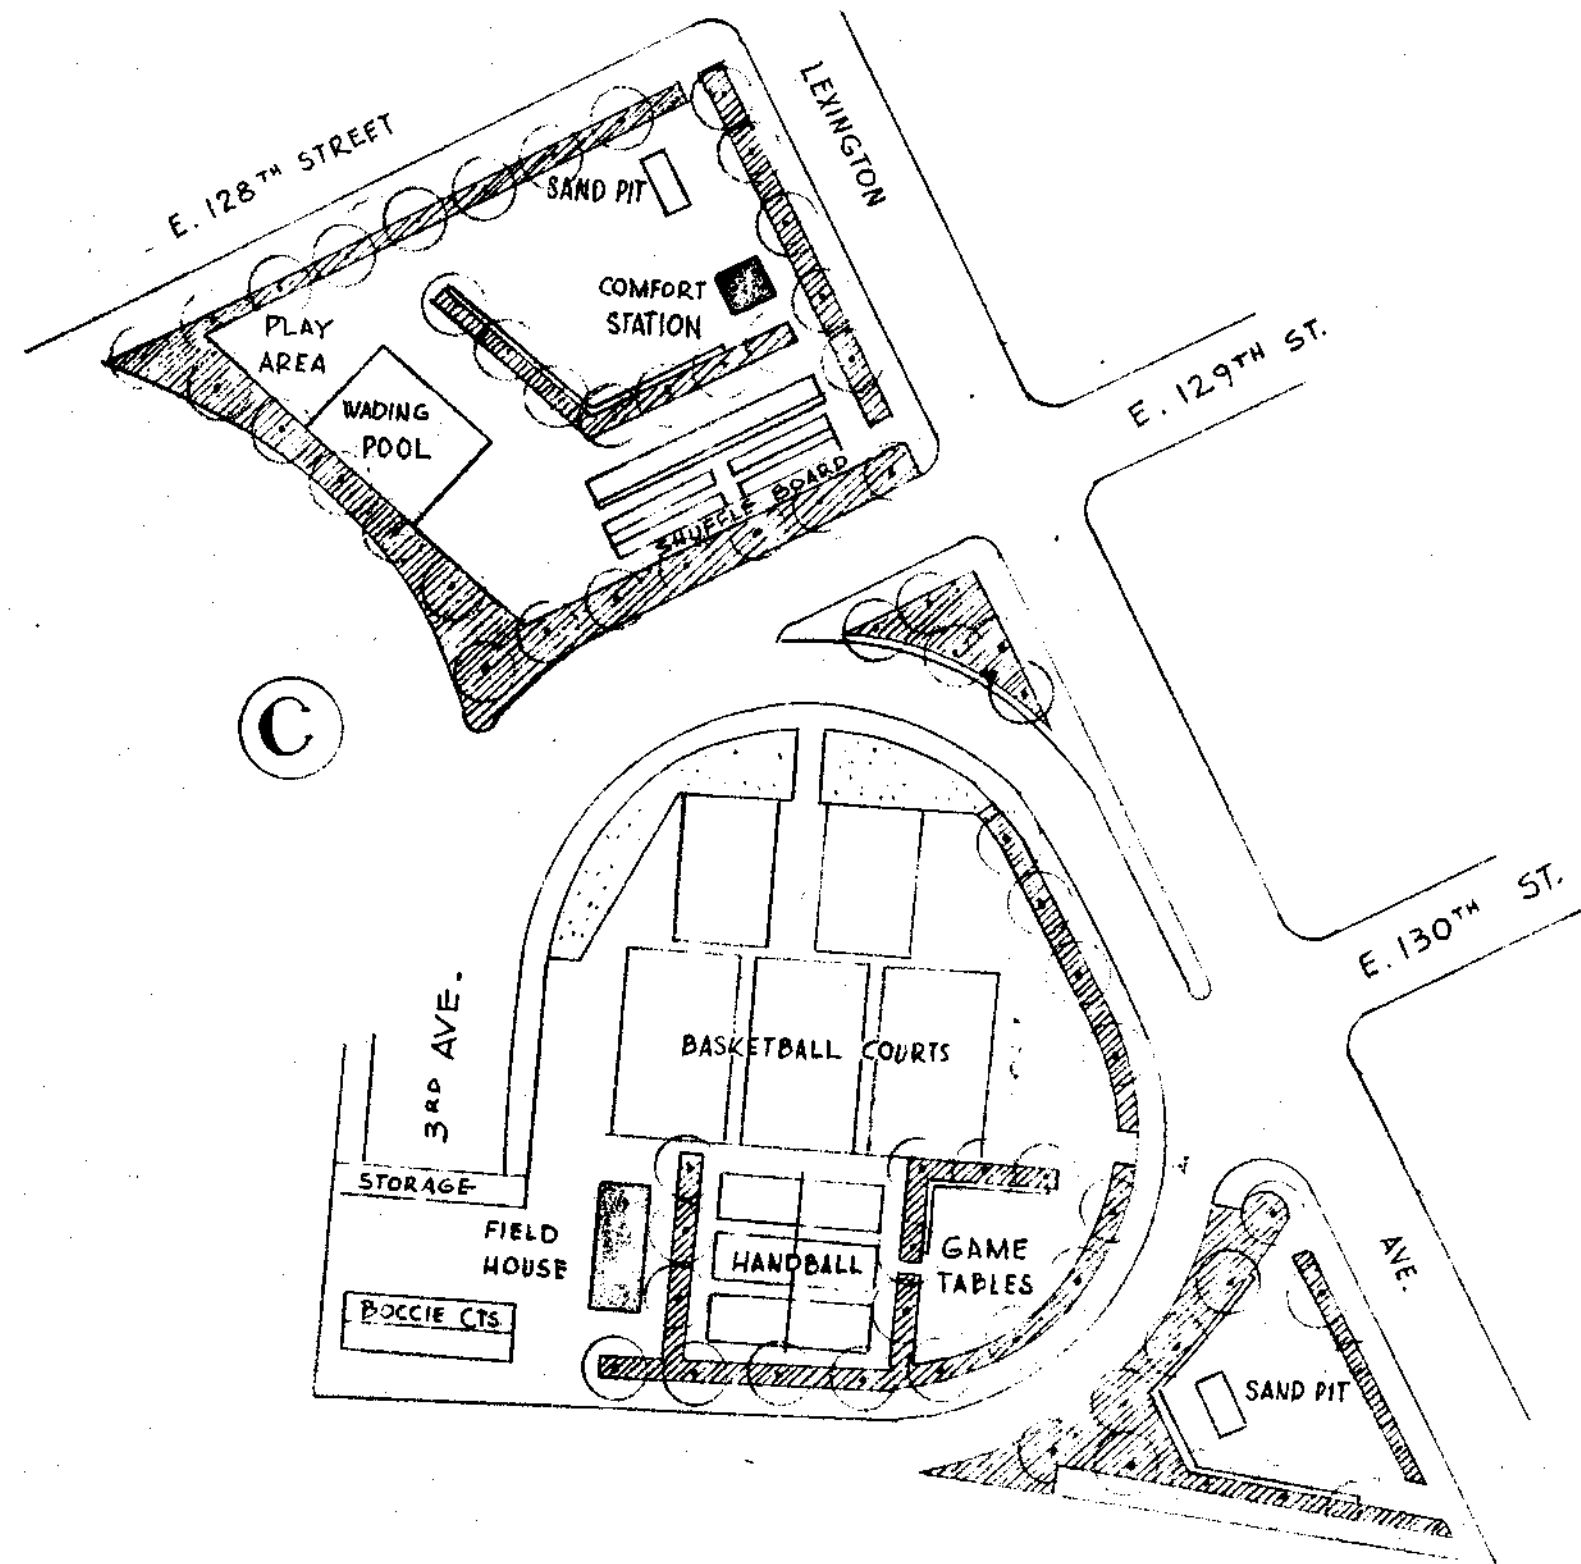 LEXINGTON
E. 128TH STREET
SAND PIT
COMFORT
STATION
PLAY
AREA
WADING
POOL
E. 129TH ST.
SHUFFLE BOARD
C
E. 130TH ST.
3RD AVE.
BASKETBALL COURTS
STORAGE
FIELD
HOUSE
HANDBALL
GAME
TABLES
AVE.
BOCCIE CTS
SAND PIT